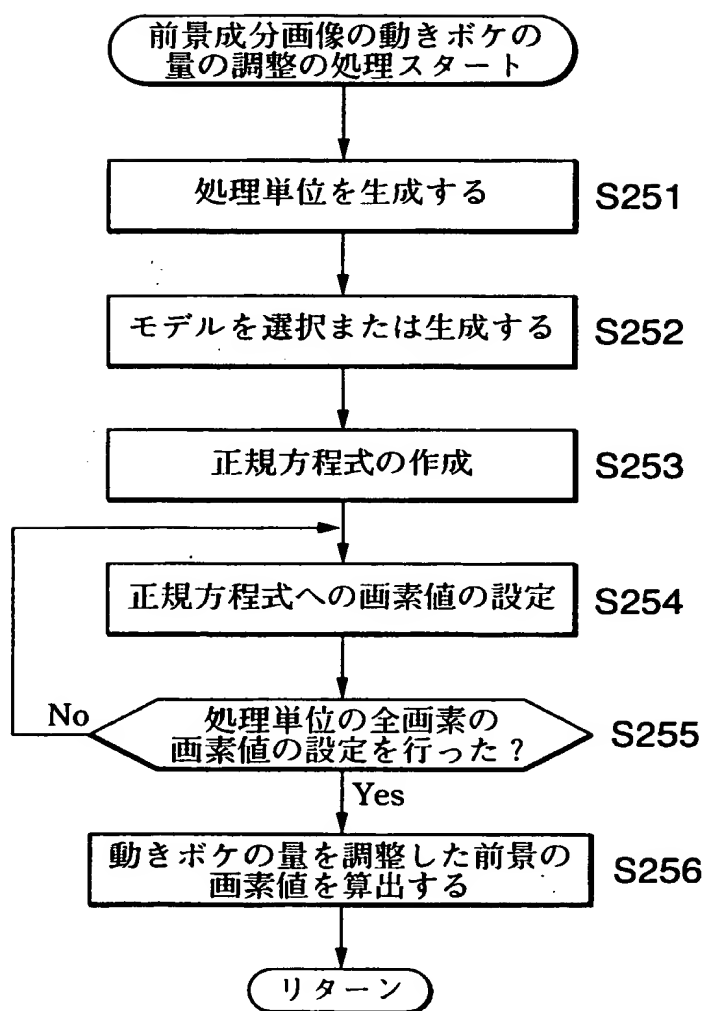 前景成分画像の動きボケの
量の調整の処理スタート
処理単位を生成する
S251
モデルを選択または生成する
S252
正規方程式の作成
S253
正規方程式への画素値の設定
S254
No
処理単位の全画素の
画素値の設定を行った?
S255
Yes
動きボケの量を調整した前景の
画素値を算出する
S256
リターン